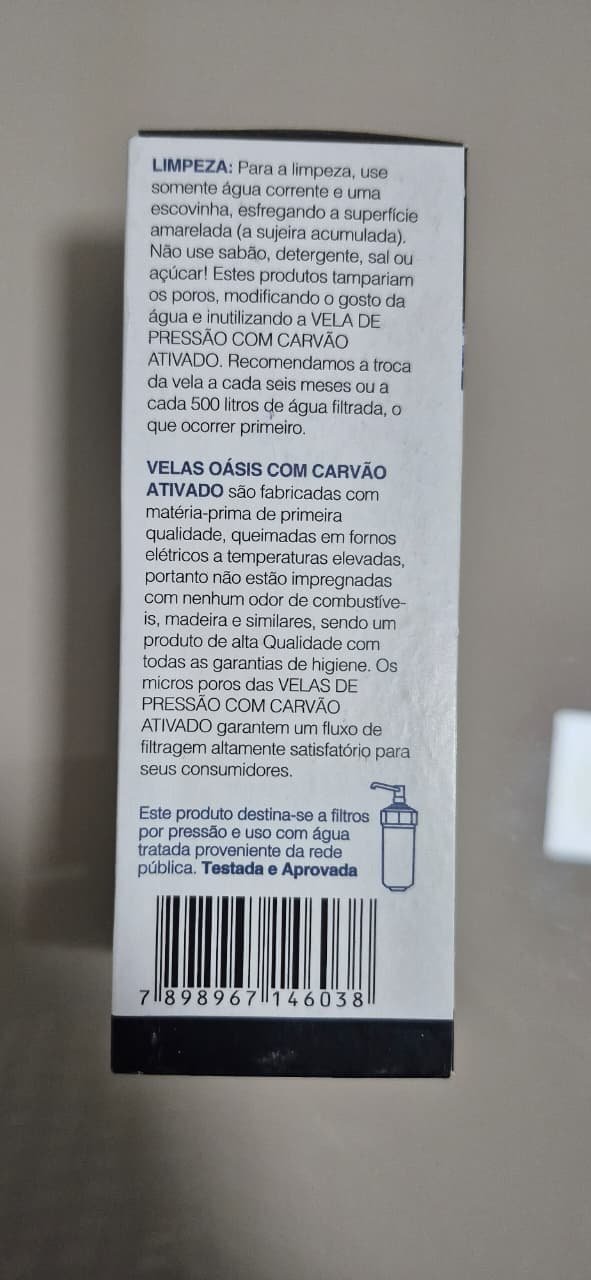 LIMPEZA: Para a limpeza, use
somente água corrente e uma
escovinha, esfregando a superfície
amarelada (a sujeira acumulada).
Não use sabão, detergente, sal ou
açúcar! Estes produtos tampariam
os poros, modificando o gosto da
água e inutilizando a VELA DE
PRESSÃO COM CARVÃO
ATIVADO. Recomendamos a troca
da vela a cada seis meses ou a
cada 500 litros de água filtrada, o
que ocorrer primeiro.
VELAS OÁSIS COM CARVÃO
ATIVADO são fabricadas com
matéria-prima de primeira
qualidade, queimadas em fornos
elétricos a temperaturas elevadas,
portanto não estão impregnadas
com nenhum odor de combustíve-
is, madeira e similares, sendo um
produto de alta Qualidade com
todas as garantias de higiene. Os
micros poros das VELAS DE
PRESSÃO COM CARVÃO
ATIVADO garantem um fluxo de
filtragem altamente satisfatório para
seus consumidores.
Este produto destina-se a filtros
por pressão e uso com água
tratada proveniente da rede
pública. Testada e Aprovada
7 898967 146038